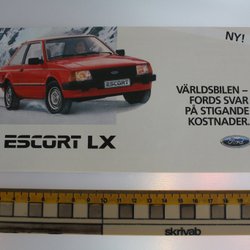 NY!
VÄRLDSBILEN –
FORDS SVAR
PÅ STIGANDE
KOSTNADER.
ESCORT LX
Ford
skrivab